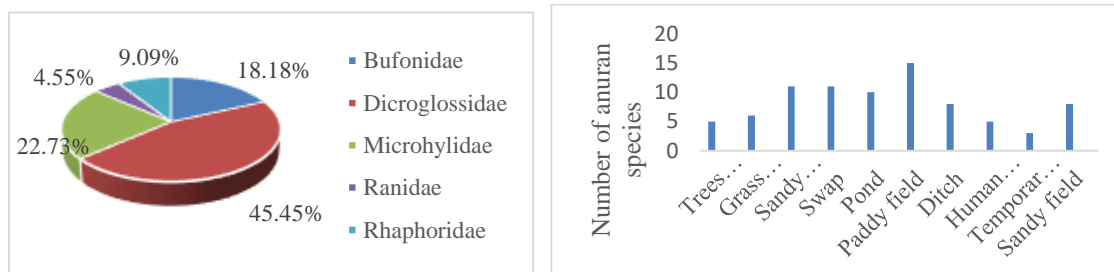 9.09%
4.55%
18.18%
22.73%
45.45%
Bufonidae
Dicroglossidae
Microhylidae
Ranidae
Rhaphoridae
Number of anuran
species
20
15
10
5
0
Trees…
Grass…
Sandy…
Swap
Pond
Paddy field
Ditch
Human…
Temporar…
Sandy field